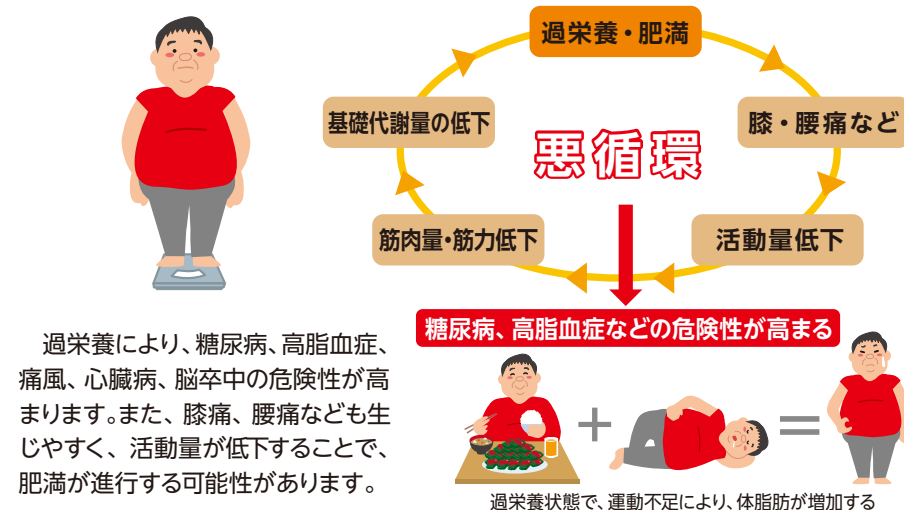 過栄養・肥満
膝・腰痛など
活動量低下
筋肉量・筋力低下
基礎代謝量の低下
悪循環
糖尿病、高脂血症などの危険性が高まる
過栄養により、糖尿病、高脂血症、
痛風、心臓病、脳卒中の危険性が高
まります。また、膝痛、腰痛なども生
じやすく、活動量が低下することで、
肥満が進行する可能性があります。
過栄養状態で、運動不足により、体脂肪が増加する